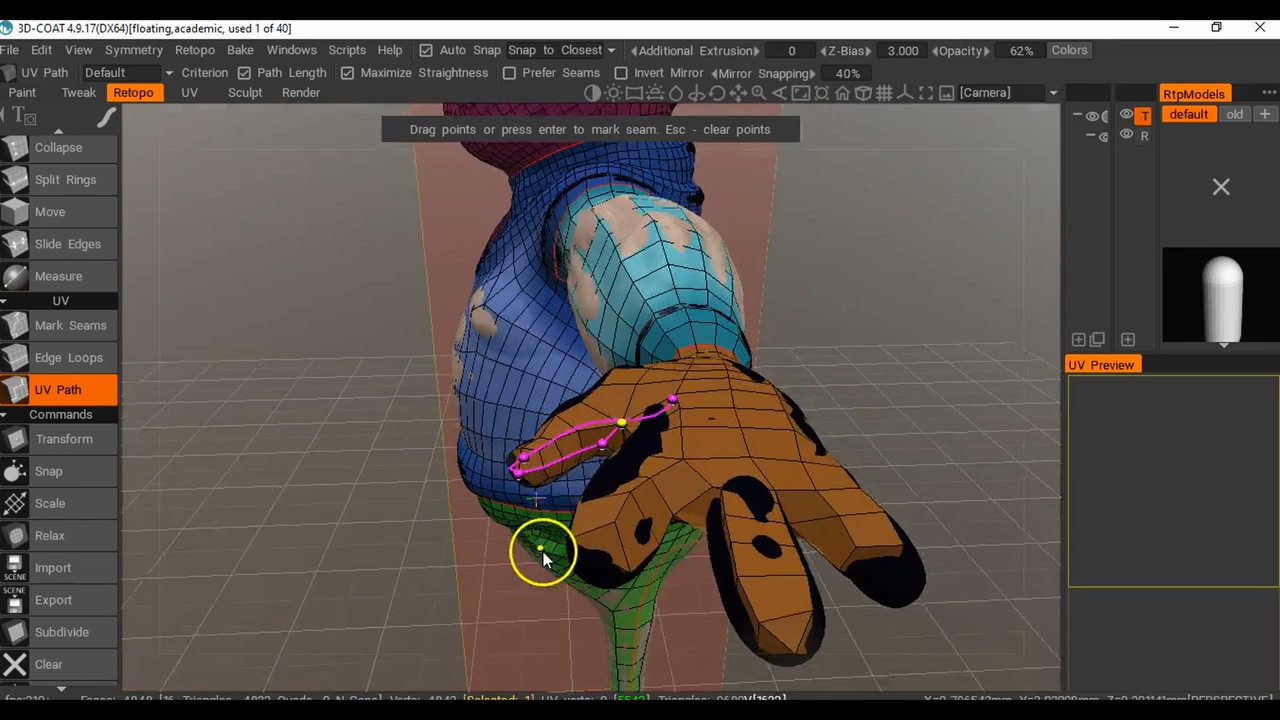 3D-COAT 4.9.17(DX64)[floating,academic, used 1 of 40]
File Edit View Symmetry Retopo Bake Windows Scripts Help Auto Snap Snap to Closest Additional Extrusion 0 Z-Bias 3.000 Opacity 62% Colors
UV Path Default Criterion Path Length Maximize Straightness Prefer Seams Invert Mirror Mirror Snapping 40%
Paint Tweak Retopo UV Sculpt Render [Camera] RtpModels
default old +
T
R
Drag points or press enter to mark seam. Esc - clear points
Collapse
Split Rings
Move
Slide Edges
Measure
UV
Mark Seams
Edge Loops
UV Path
Commands
Transform
Snap
Scale
Relax
SCENE Import
SCENE Export
Subdivide
Clear
UV Preview